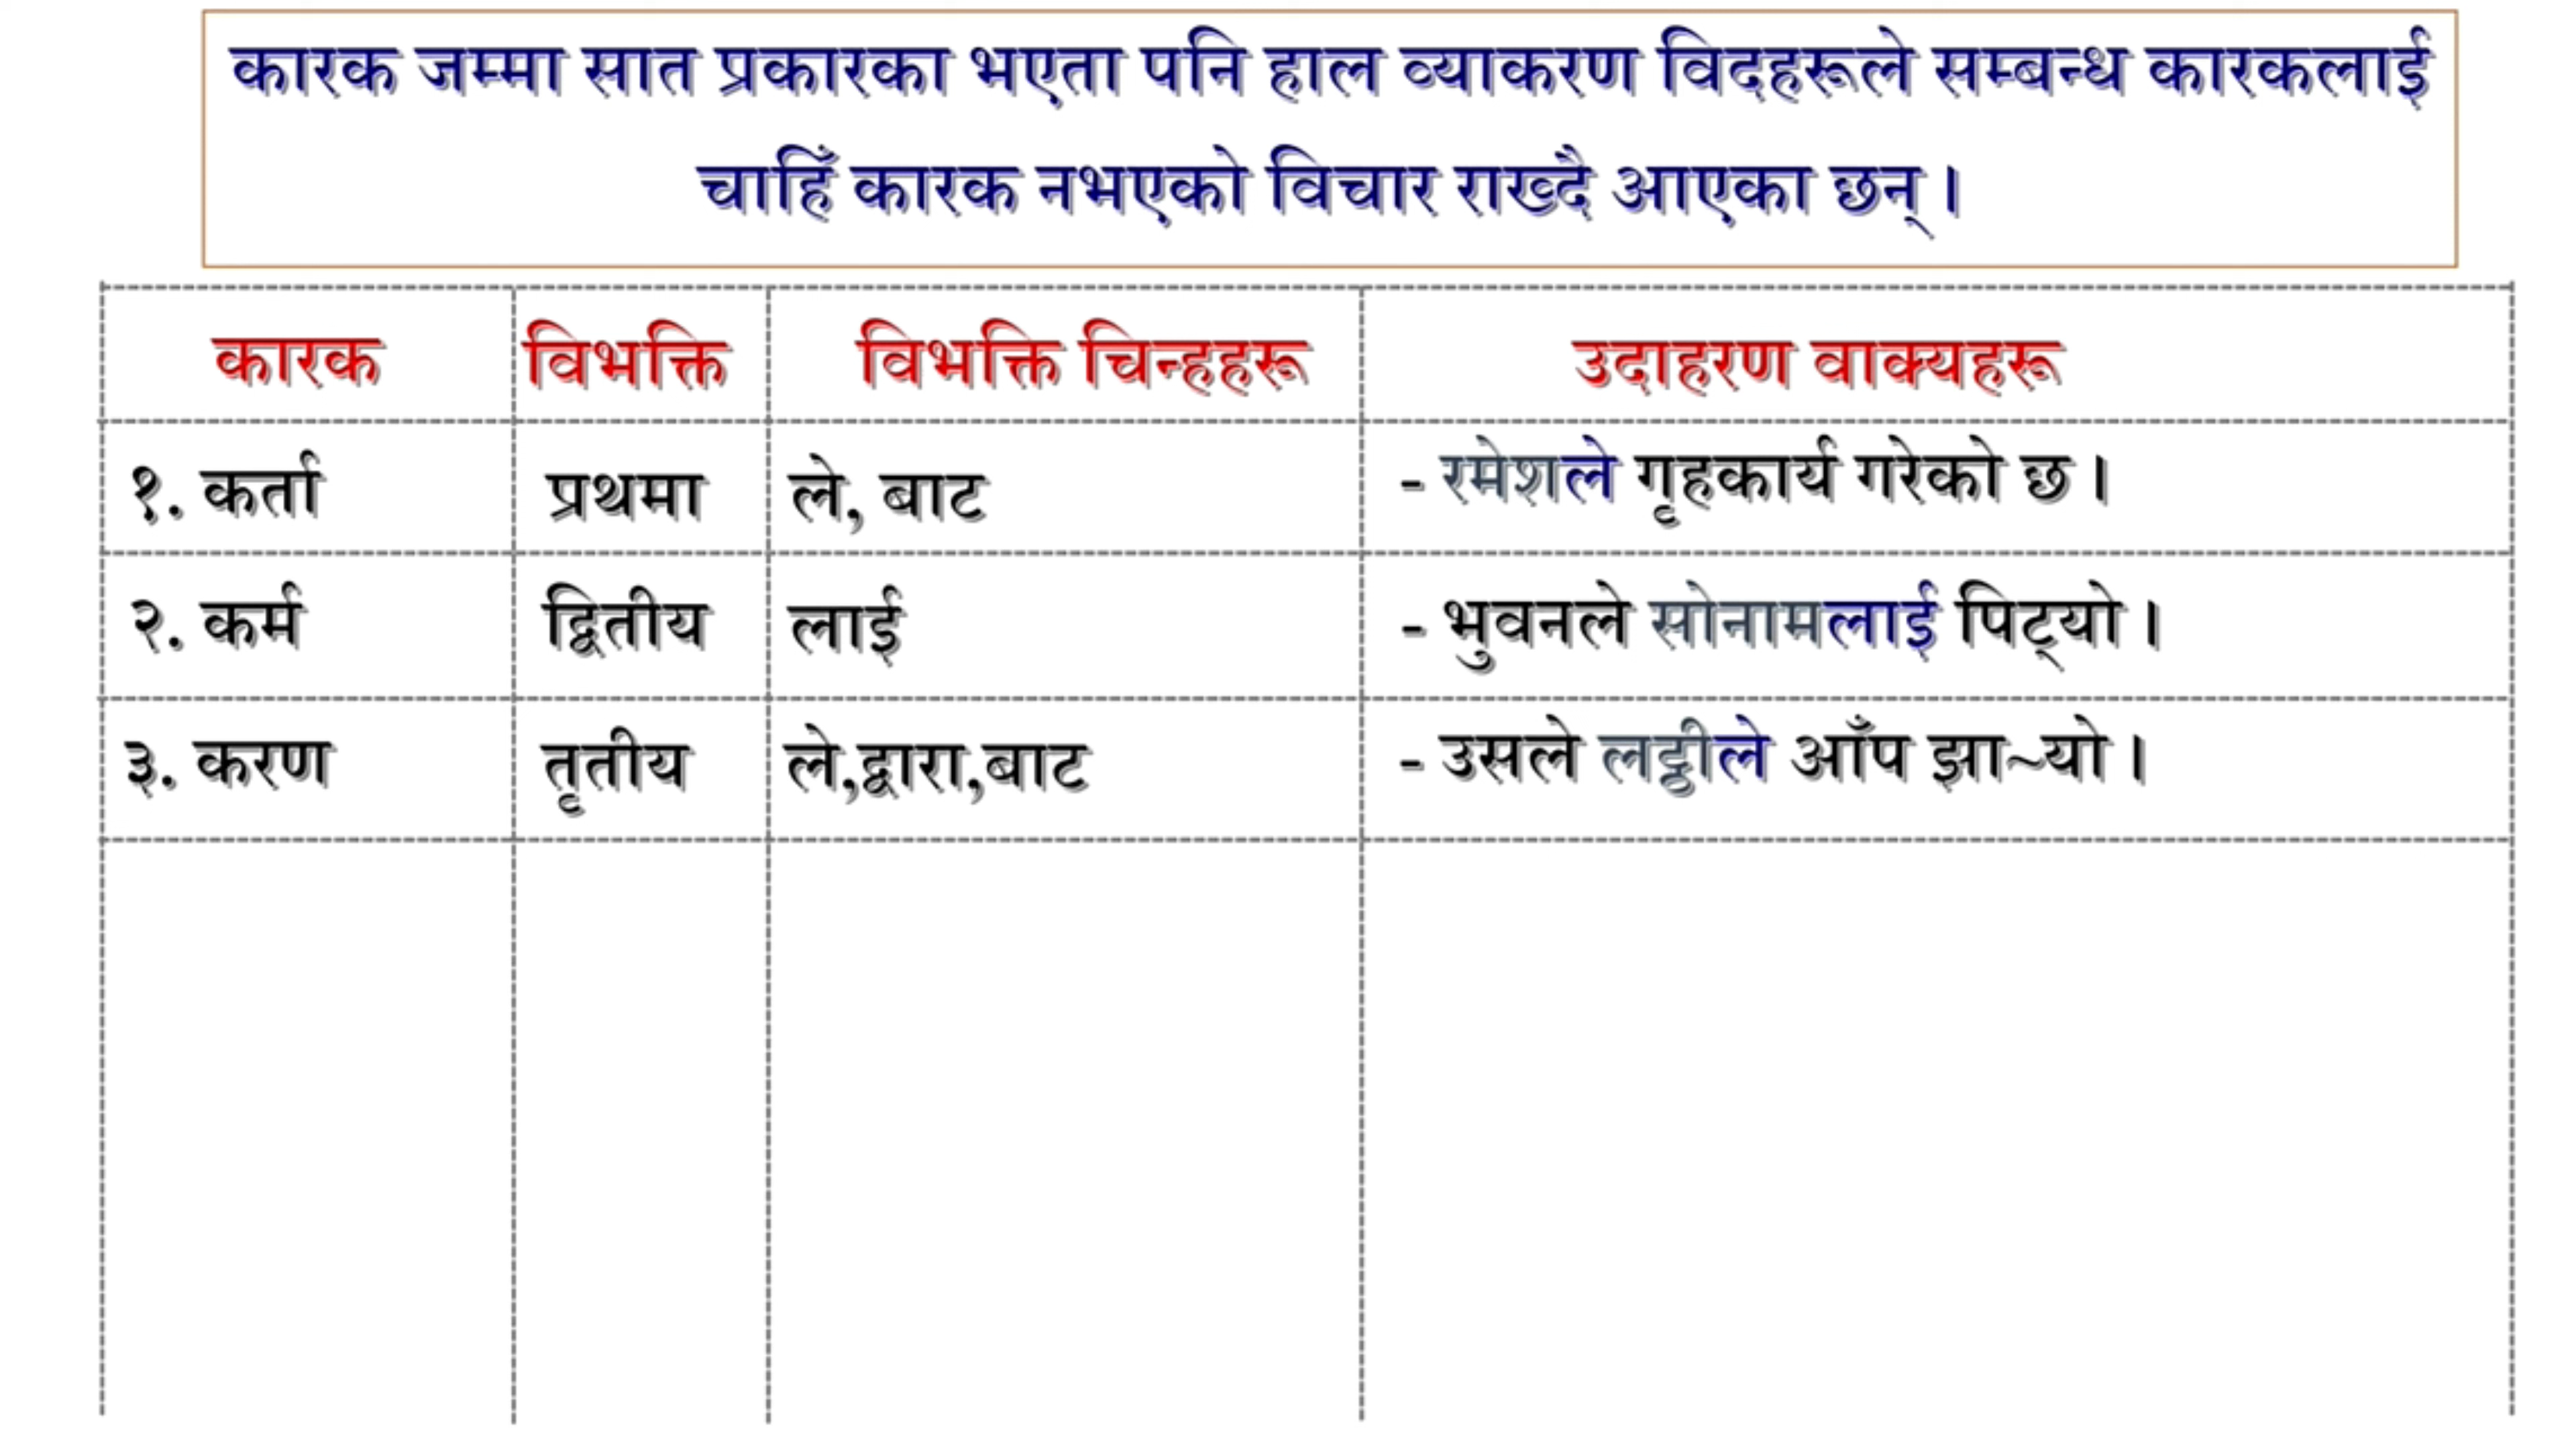 कारक जम्मा सात प्रकारका भएता पनि हाल व्याकरण विदहरूले सम्बन्ध कारकलाई
चाहिँ कारक नभएको विचार राख्दै आएका छन् ।
कारक विभक्ति विभक्ति चिन्हहरू उदाहरण वाक्यहरू
१. कर्ता प्रथमा ले, बाट - रमेशले गृहकार्य गरेको छ ।
२. कर्म द्वितीय लाई - भुवनले सोनामलाई पिट्यो ।
३. करण तृतीय ले,द्वारा,बाट - उसले लट्ठीले आँप झा~यो ।